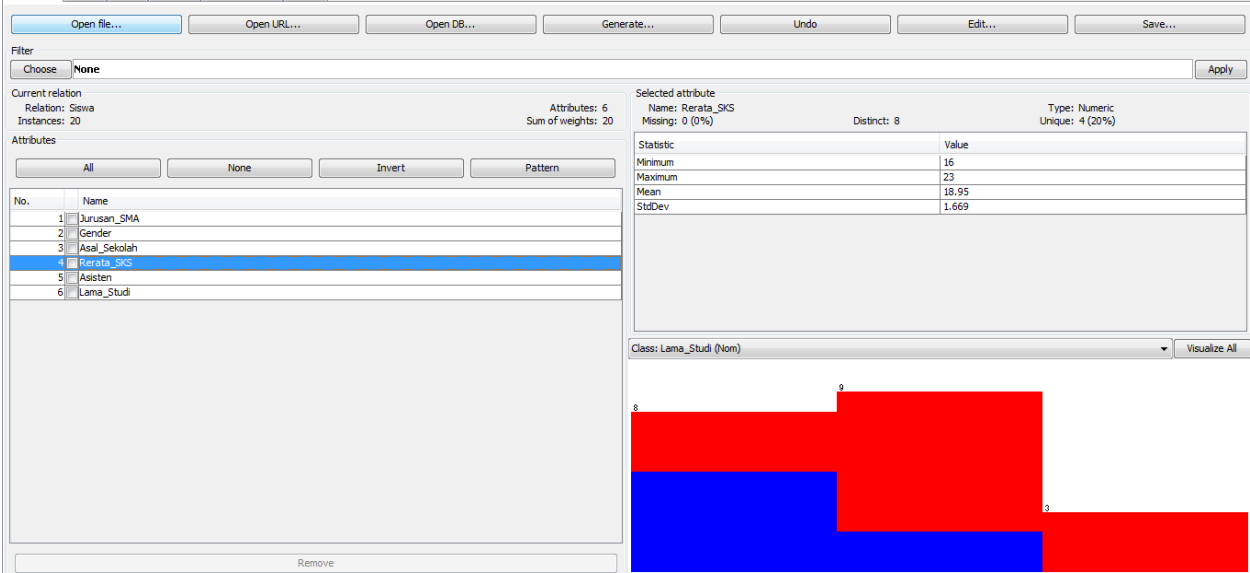 Open file... Open URL... Open DB... Generate... Undo Edit... Save...
Filter
Choose None Apply
Current relation
Relation: Siswa Attributes: 6
Instances: 20 Sum of weights: 20
Attributes
All None Invert Pattern
No. Name
1 Jurusan_SMA
2 Gender
3 Asal_Sekolah
4 Rerata_SKS
5 Asisten
6 Lama_Studi
Remove
Selected attribute
Name: Rerata_SKS Type: Numeric
Missing: 0 (0%) Distinct: 8 Unique: 4 (20%)
Statistic Value
Minimum 16
Maximum 23
Mean 18.95
StdDev 1.669
Class: Lama_Studi (Nom) Visualize All
8
9
3